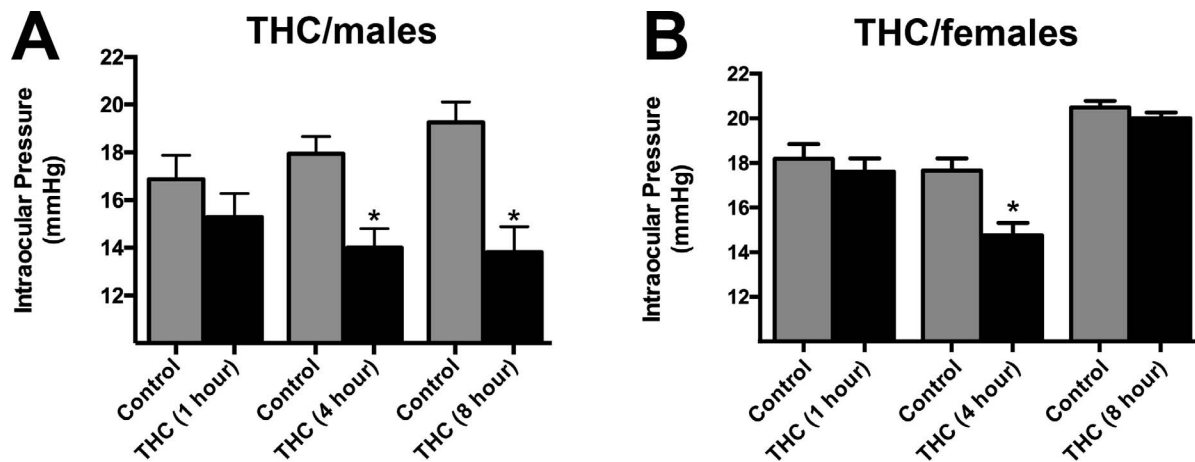 A
THC/males
Intraocular Pressure
(mmHg)
22
20
18
16
14
12
*
*
Control
THC (1 hour)
Control
THC (4 hour)
Control
THC (8 hour)
B
THC/females
Intraocular Pressure
(mmHg)
22
20
18
16
14
12
*
Control
THC (1 hour)
Control
THC (4 hour)
Control
THC (8 hour)